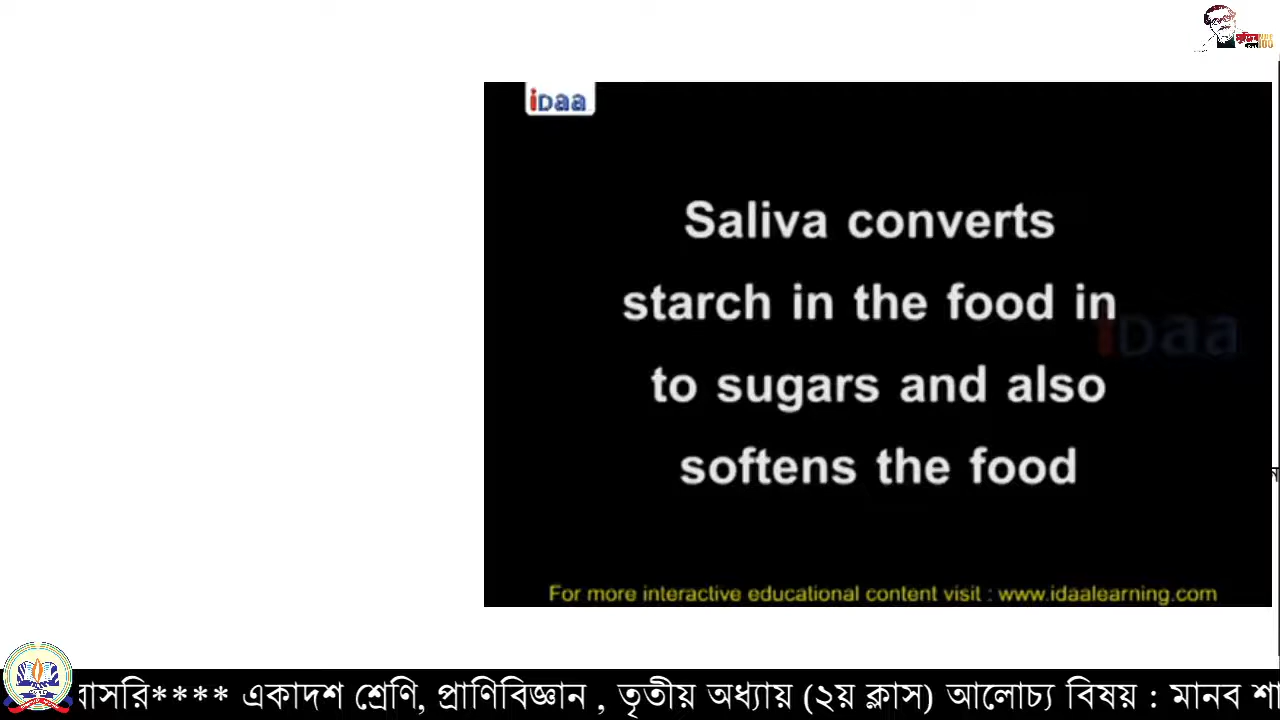 iDaa
Saliva converts
starch in the food in
iDaa
to sugars and also
softens the food
For more interactive educational content visit : www.idaalearning.com
একাদশ শ্রেণি, প্রাণিবিজ্ঞান , তৃতীয় অধ্যায় (২য় ক্লাস) আলোচ্য বিষয় : মানব